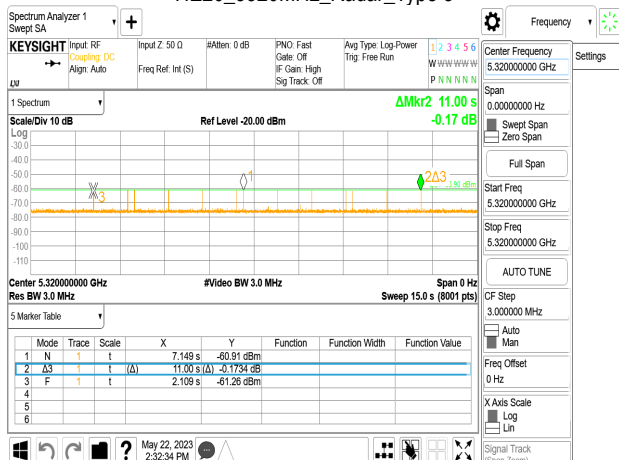 Spectrum Analyzer 1
Swept SA
+
Frequency
KEYSIGHT
Input: RF
Coupling: DC
Align: Auto
Input Z: 50 Ω
Freq Ref: Int (S)
#Atten: 0 dB
PNO: Fast
Gate: Off
IF Gain: High
Sig Track: Off
Avg Type: Log-Power
Trig: Free Run
1 2 3 4 5 6
W W W W W W
P N N N N N
LXI
Center Frequency
5.320000000 GHz
Settings
1 Spectrum
ΔMkr2 11.00 s
-0.17 dB
Scale/Div 10 dB
Ref Level -20.00 dBm
Span
0.00000000 Hz
Swept Span
Zero Span
Full Span
Log
-30.0
-40.0
-50.0
-60.0
-70.0
-80.0
-90.0
-100
-110
3
1
2Δ3
Start Freq
5.320000000 GHz
Stop Freq
5.320000000 GHz
AUTO TUNE
Center 5.320000000 GHz
Res BW 3.0 MHz
#Video BW 3.0 MHz
Span 0 Hz
Sweep 15.0 s (8001 pts)
CF Step
3.000000 MHz
Auto
Man
5 Marker Table
Mode Trace Scale X Y Function Function Width Function Value
1 N 1 t 7.149 s -60.91 dBm
2 Δ3 1 t (Δ) 11.00 s (Δ) -0.1734 dB
3 F 1 t 2.109 s -61.26 dBm
4
5
6
Freq Offset
0 Hz
X Axis Scale
Log
Lin
Signal Track
?
May 22, 2023
2:32:34 PM